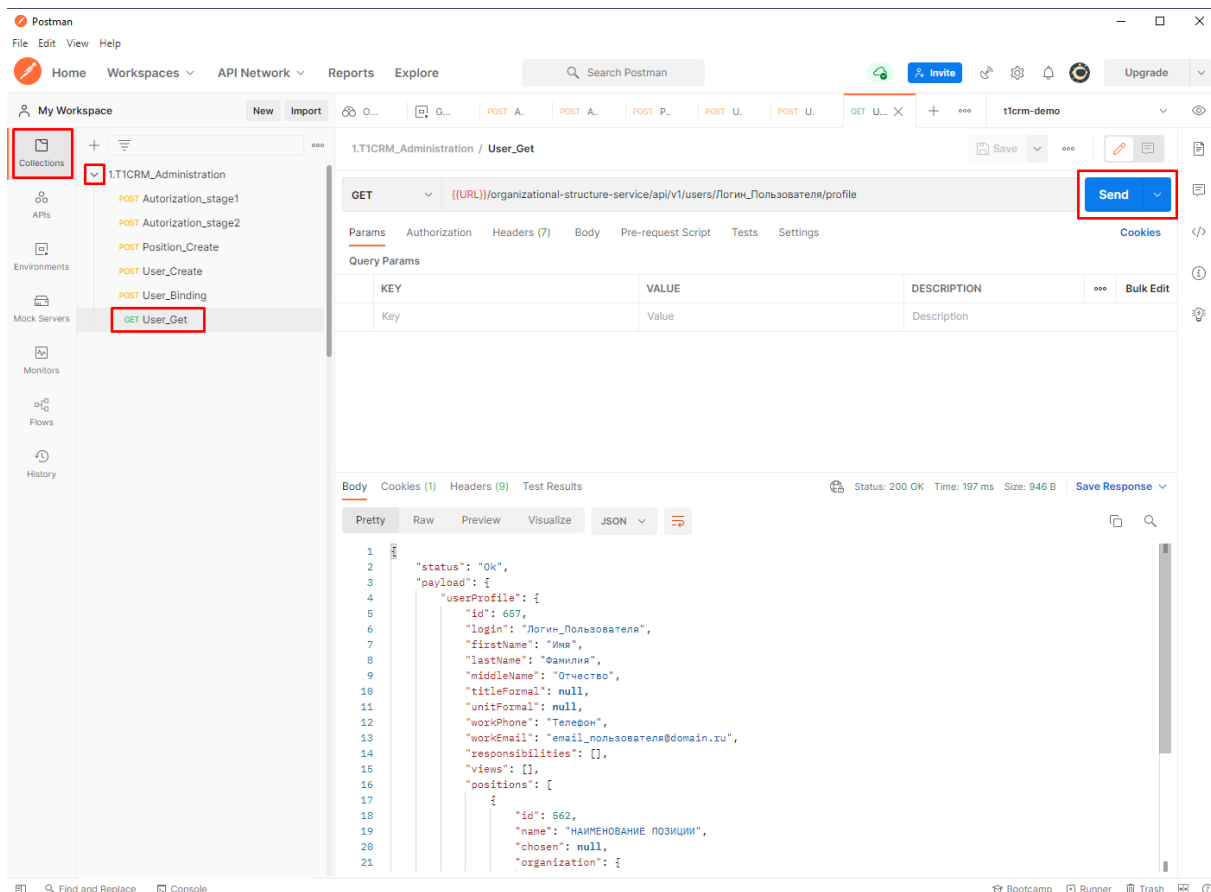 Postman
File Edit View Help
Home Workspaces API Network Reports Explore Search Postman Invite Upgrade
My Workspace New Import O... G... POST A. POST A.. POST P.. POST U. POST U. GET U... t1crm-demo
Collections
APIs
Environments
Mock Servers
Monitors
Flows
History
1.T1CRM_Administration
POST Autorization_stage1
POST Autorization_stage2
POST Position_Create
POST User_Create
POST User_Binding
GET User_Get
1.T1CRM_Administration / User_Get Save
GET {{URL}}/organizational-structure-service/api/v1/users/Логин_Пользователя/profile Send
Params Authorization Headers (7) Body Pre-request Script Tests Settings Cookies
Query Params
KEY VALUE DESCRIPTION Bulk Edit
Key Value Description
Body Cookies (1) Headers (9) Test Results Status: 200 OK Time: 197 ms Size: 946 B Save Response
Pretty Raw Preview Visualize JSON
1 {
2 "status": "Ok",
3 "payload": {
4 "userProfile": {
5 "id": 657,
6 "login": "Логин_Пользователя",
7 "firstName": "Имя",
8 "lastName": "Фамилия",
9 "middleName": "Отчество",
10 "titleFormal": null,
11 "unitFormal": null,
12 "workPhone": "Телефон",
13 "workEmail": "email_пользователя@domain.ru",
14 "responsibilities": [],
15 "views": [],
16 "positions": [
17 {
18 "id": 562,
19 "name": "НАИМЕНОВАНИЕ ПОЗИЦИИ",
20 "chosen": null,
21 "organization": {
Find and Replace Console Bootcamp Runner Trash